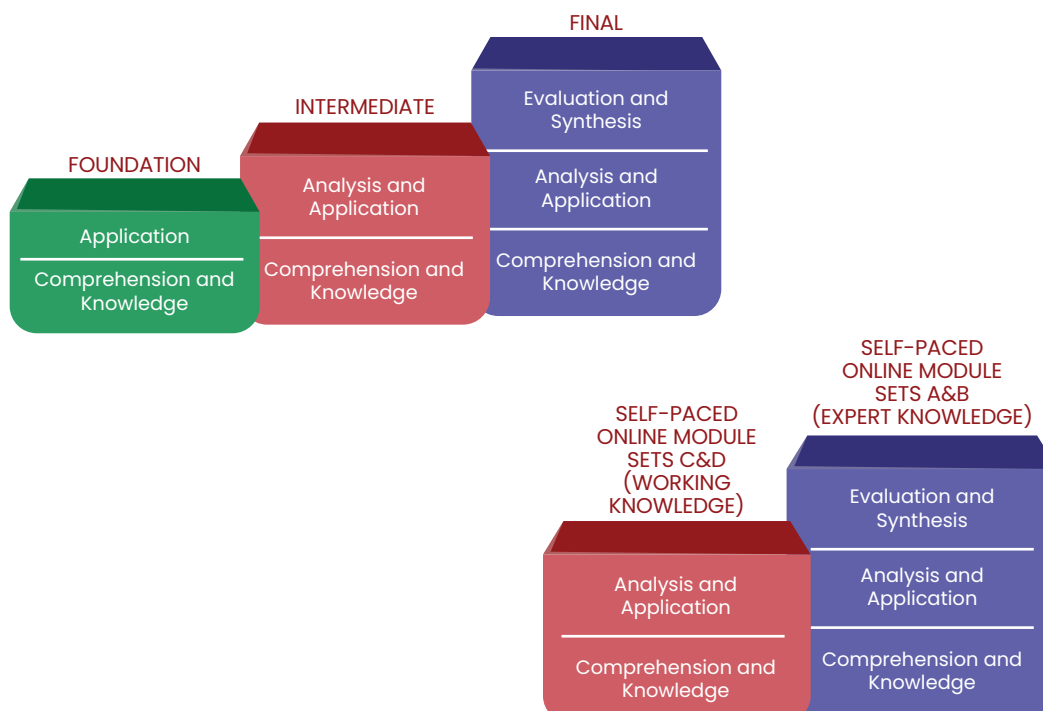 FOUNDATION
Application
Comprehension and
Knowledge
INTERMEDIATE
Analysis and
Application
Comprehension and
Knowledge
FINAL
Evaluation and
Synthesis
Analysis and
Application
Comprehension and
Knowledge
SELF-PACED
ONLINE MODULE
SETS C&D
(WORKING
KNOWLEDGE)
Analysis and
Application
Comprehension and
Knowledge
SELF-PACED
ONLINE MODULE
SETS A&B
(EXPERT KNOWLEDGE)
Evaluation and
Synthesis
Analysis and
Application
Comprehension and
Knowledge